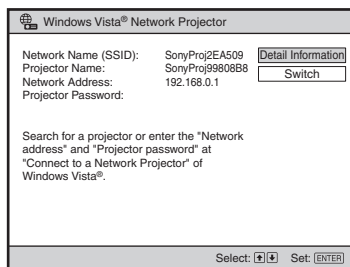 Windows Vista® Network Projector
Network Name (SSID): SonyProj2EA509 Detail Information
Projector Name: SonyProj99808B8 Switch
Network Address: 192.168.0.1
Projector Password:
Search for a projector or enter the "Network
address" and "Projector password" at
"Connect to a Network Projector" of
Windows Vista®.
Select: Set: ENTER